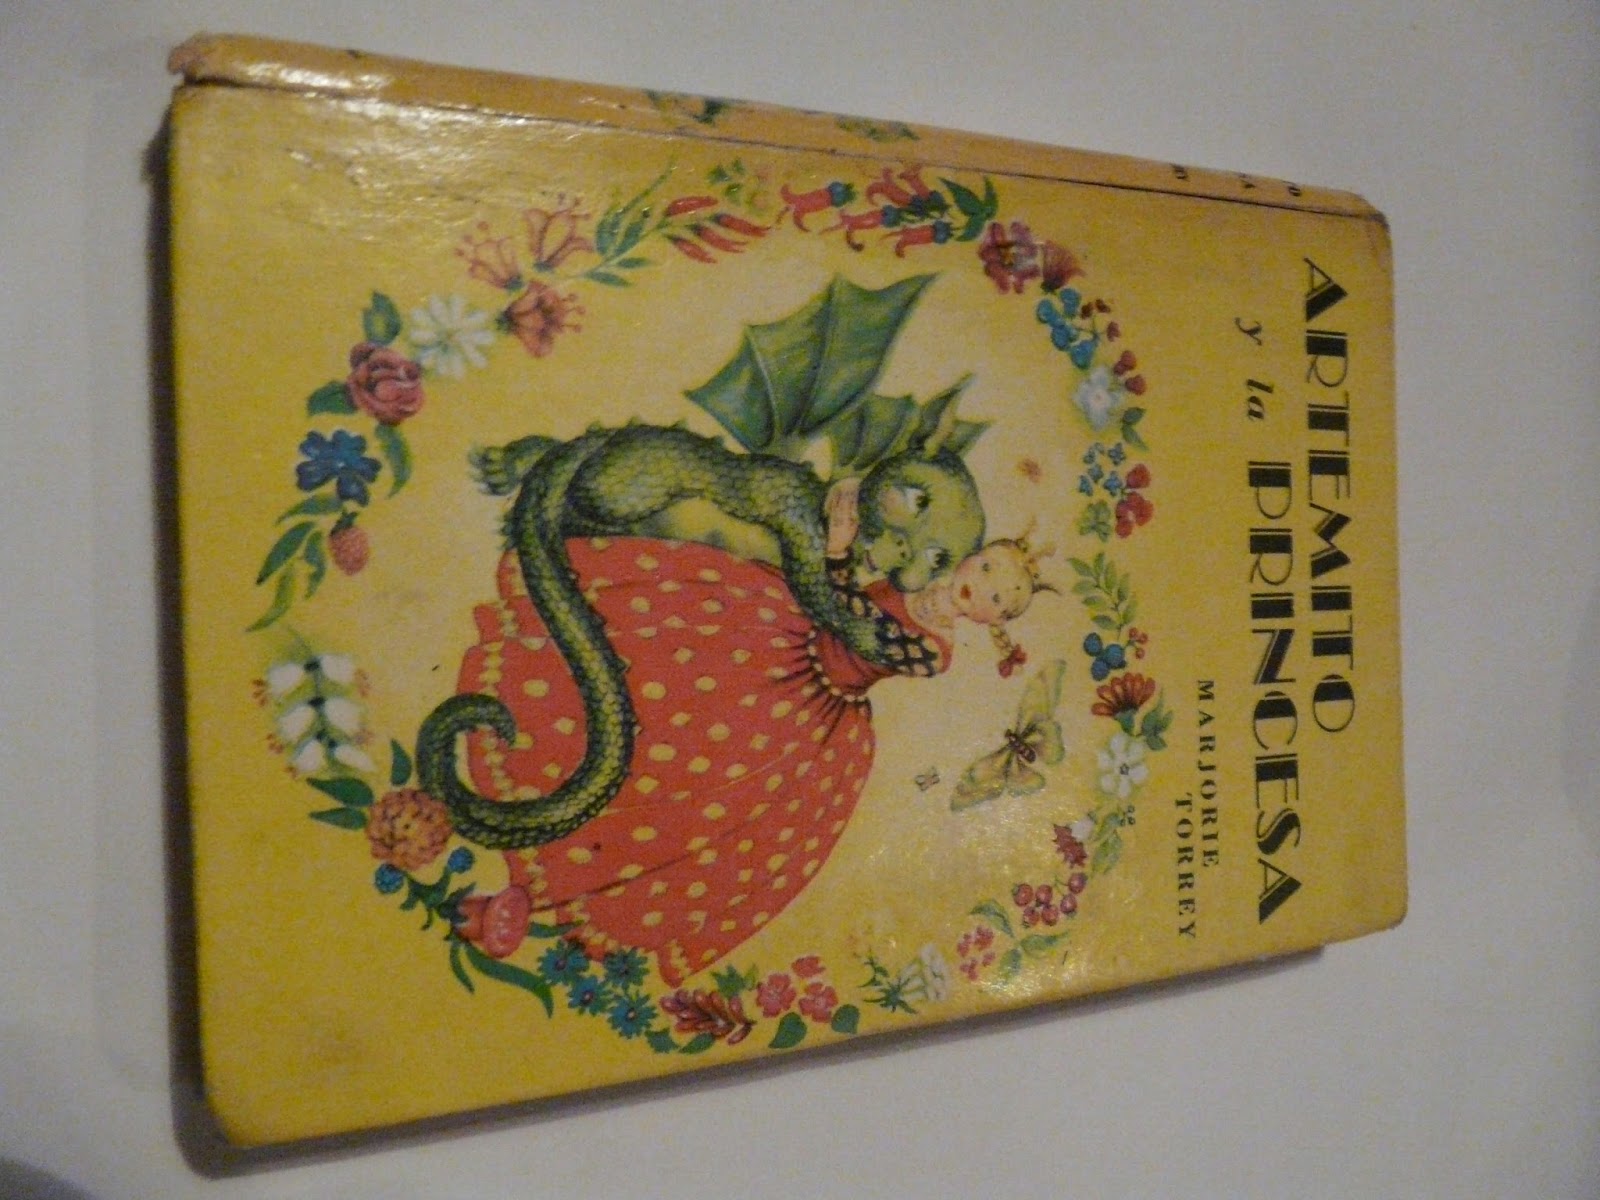 ARTEMITO
y la PRINCESA
MARJORIE
TORREY